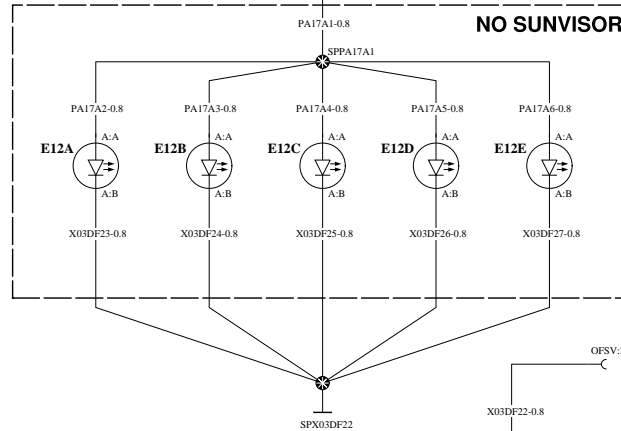 PA17A1-0.8
NO SUNVISOR
SPPA17A1
PA17A2-0.8 PA17A3-0.8 PA17A4-0.8 PA17A5-0.8 PA17A6-0.8
A:A A:A A:A A:A A:A
E12A E12B E12C E12D E12E
A:B A:B A:B A:B A:B
X03DF23-0.8 X03DF24-0.8 X03DF25-0.8 X03DF26-0.8 X03DF27-0.8
OFSV:
X03DF22-0.8
SPX03DF22